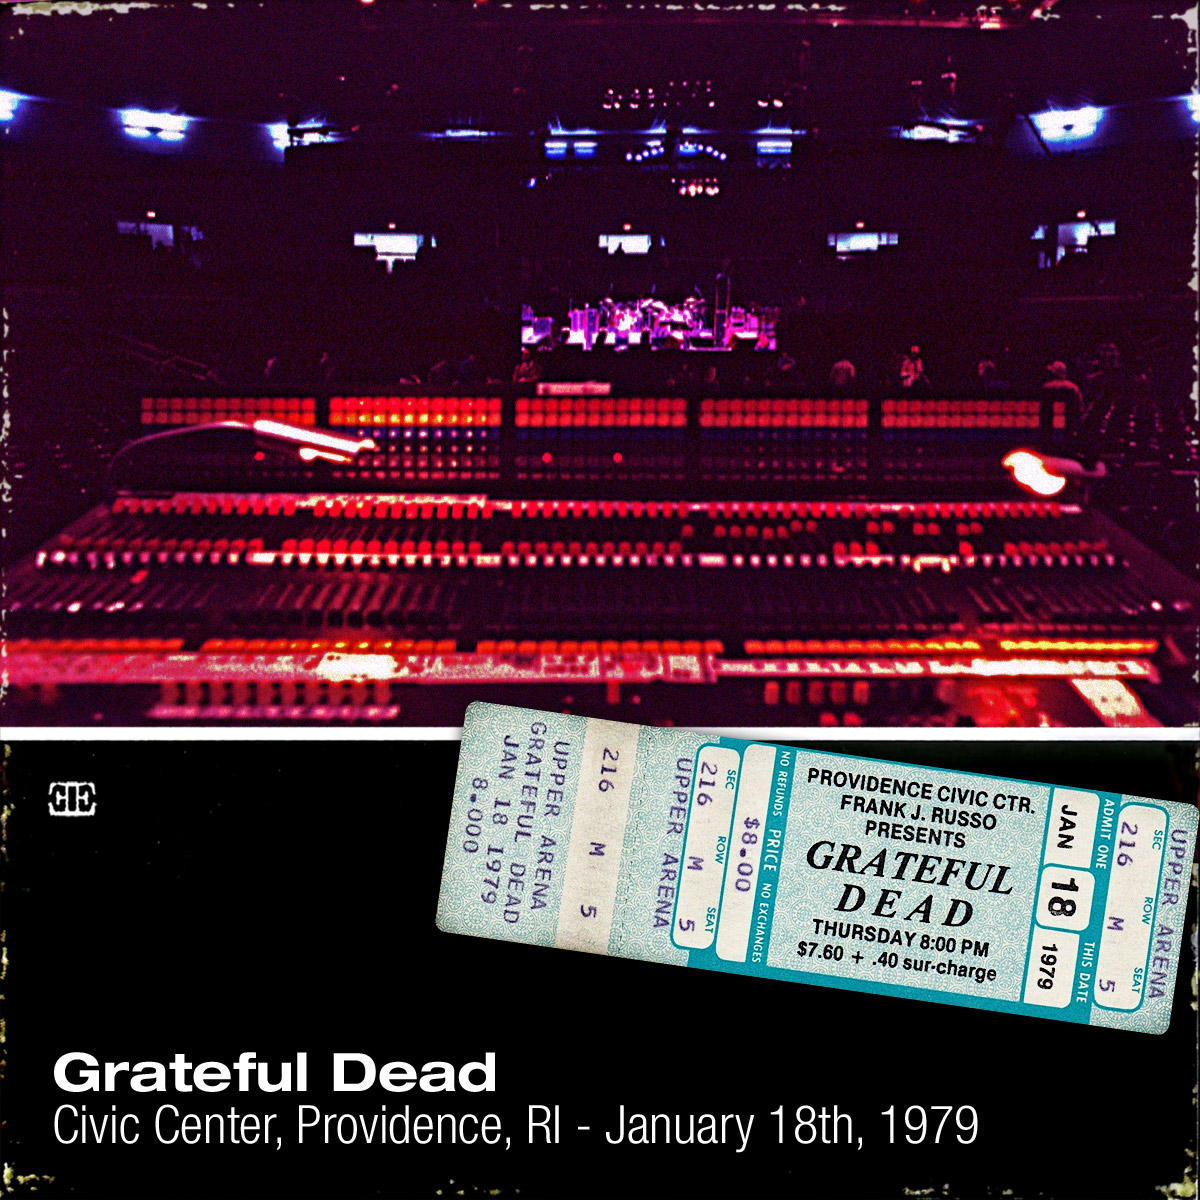 UPPER ARENA
GRATEFUL DEAD
JAN 18 1979
8.000
216 M 5
SEC ROW SEAT
216 M 5
UPPER ARENA
$8.00
NO REFUNDS PRICE NO EXCHANGES
PROVIDENCE CIVIC CTR.
FRANK J. RUSSO
PRESENTS
GRATEFUL
DEAD
THURSDAY 8:00 PM
$7.60 + .40 sur-charge
JAN 18 1979
ADMIT ONE THIS DATE
SEC ROW SEAT
216 M 5
UPPER ARENA
Grateful Dead
Civic Center, Providence, RI - January 18th, 1979